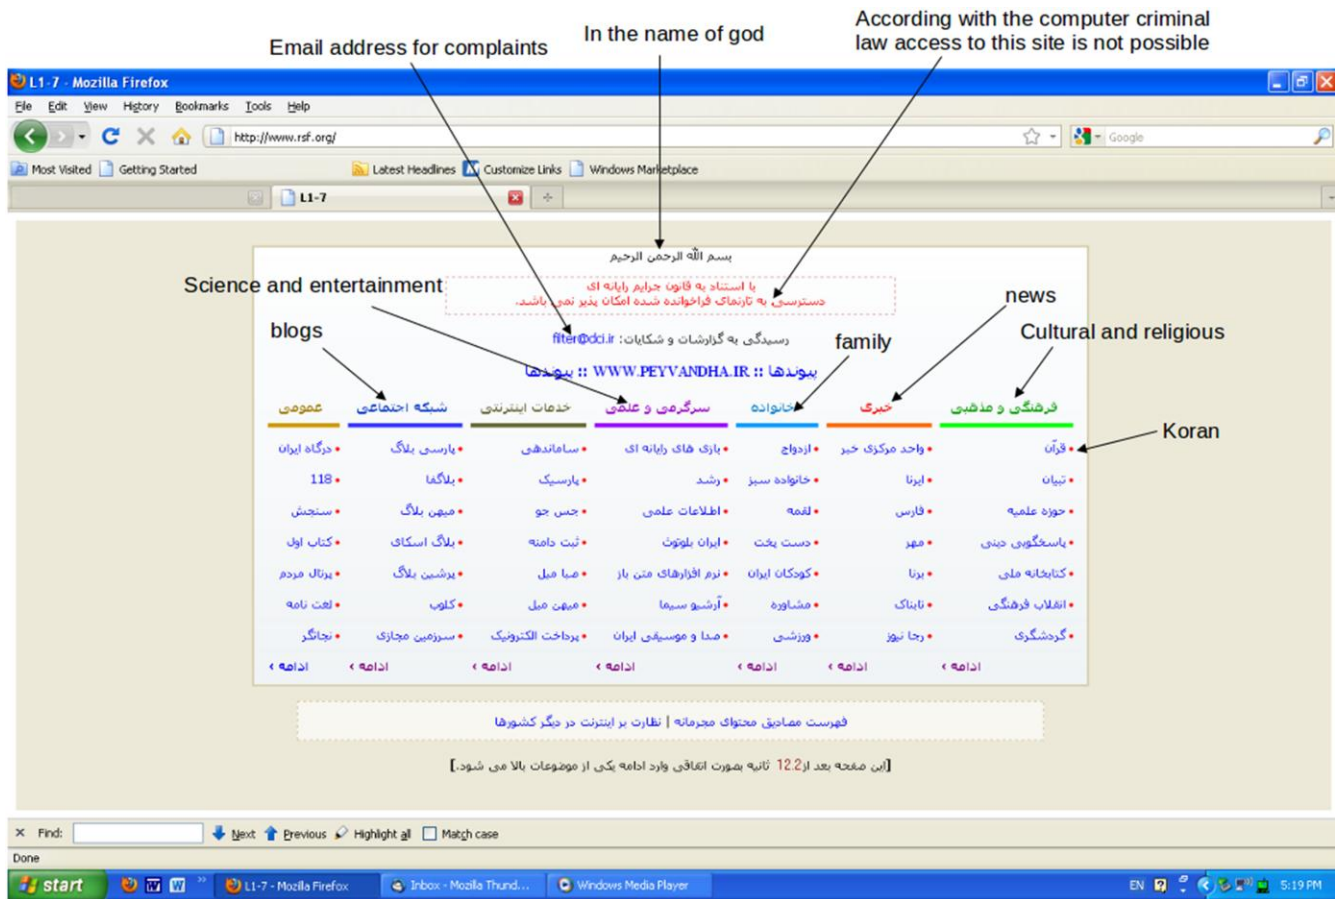 Email address for complaints
In the name of god
According with the computer criminal
law access to this site is not possible
L1-7 - Mozilla Firefox
File Edit View History Bookmarks Tools Help
http://www.rsf.org/
Google
Most Visited Getting Started Latest Headlines Customize Links Windows Marketplace
L1-7
بسم الله الرحمن الرحیم
با استناد به قانون جرایم رایانه ای
دسترسی به تارنمای فراخوانده شده امکان پذیر نمی باشد.
Science and entertainment
news
blogs
رسیدگی به گزارشات و شکایات: filter@dci.ir
family
Cultural and religious
پیوندها :: WWW.PEYVANDHA.IR :: پیوندها
فرهنگی و مذهبی خبری خانواده سرگرمی و علمی خدمات اینترنتی شبکه اجتماعی عمومی
Koran
• قرآن • واحد مرکزی خبر • ازدواج • بازی های رایانه ای • ساماندهی • پارسی بلاگ • درگاه ایران
• تبیان • ایرنا • خانواده سبز • رشد • پارسیک • بلاگفا • 118
• حوزه علمیه • فارس • لقمه • اطلاعات علمی • جس جو • میهن بلاگ • سنجش
• پاسخگویی دینی • مهر • دست پخت • ایران بلوتوث • ثبت دامنه • بلاگ اسکای • کتاب اول
• کتابخانه ملی • برنا • کودکان ایران • نرم افزارهای متن باز • صبا میل • پرشین بلاگ • پرتال مردم
• انقلاب فرهنگی • تابناک • مشاوره • آرشیو سیما • میهن میل • کلوب • لغت نامه
• گردشگری • رجا نیوز • ورزشی • صدا و موسیقی ایران • پرداخت الکترونیک • سرزمین مجازی • نجاتگر
ادامه › ادامه › ادامه › ادامه › ادامه › ادامه › ادامه ›
فهرست مصادیق محتوای مجرمانه | نظارت بر اینترنت در دیگر کشورها
[این صفحه بعد از 12.2 ثانیه بصورت اتفاقی وارد ادامه یکی از موضوعات بالا می شود.]
Find: Next Previous Highlight all Match case
Done
start L1-7 - Mozilla Firefox Inbox - Mozilla Thund... Windows Media Player EN 5:19 PM